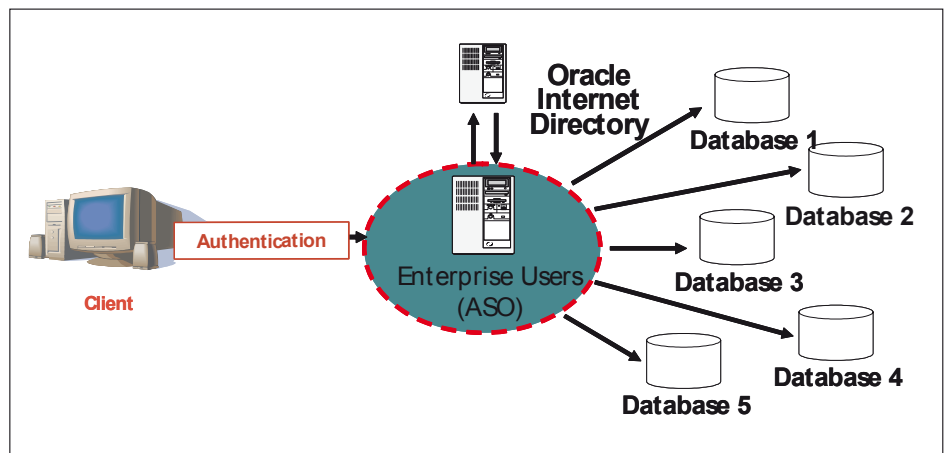 Oracle
Internet
Directory
Database 1
Database 2
Authentication
Enterprise Users
(ASO)
Database 3
Client
Database 4
Database 5